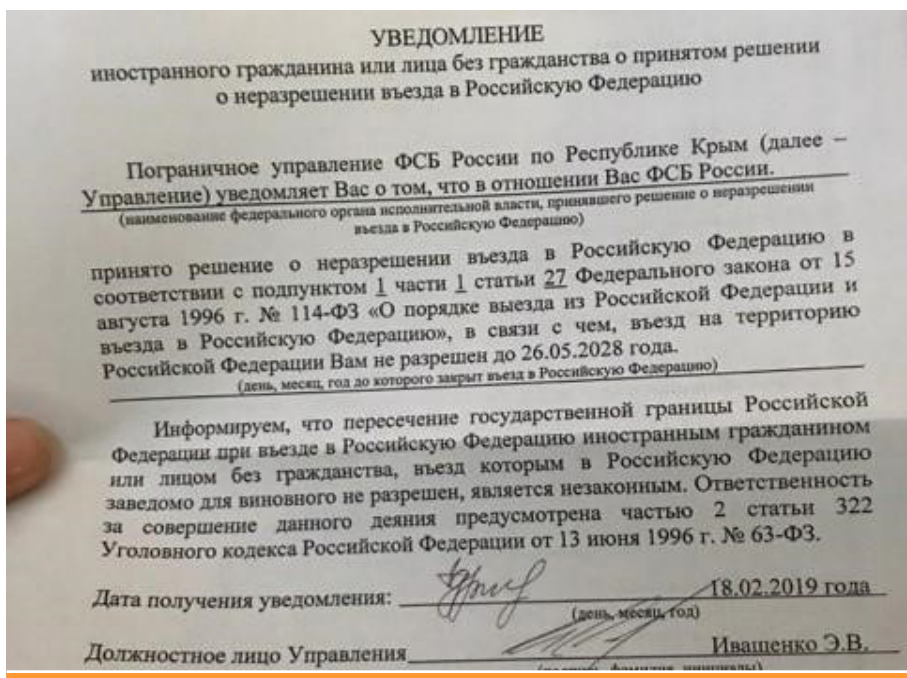 УВЕДОМЛЕНИЕ
иностранного гражданина или лица без гражданства о принятом решении
о неразрешении въезда в Российскую Федерацию
Пограничное управление ФСБ России по Республике Крым (далее –
Управление) уведомляет Вас о том, что в отношении Вас ФСБ России.
(наименование федерального органа исполнительной власти, принявшего решение о неразрешении
въезда в Российскую Федерацию)
принято решение о неразрешении въезда в Российскую Федерацию в
соответствии с подпунктом 1 части 1 статьи 27 Федерального закона от 15
августа 1996 г. № 114-ФЗ «О порядке выезда из Российской Федерации и
въезда в Российскую Федерацию», в связи с чем, въезд на территорию
Российской Федерации Вам не разрешен до 26.05.2028 года.
(день, месяц, год до которого закрыт въезд в Российскую Федерацию)
Информируем, что пересечение государственной границы Российской
Федерации при въезде в Российскую Федерацию иностранным гражданином
или лицом без гражданства, въезд которым в Российскую Федерацию
заведомо для виновного не разрешен, является незаконным. Ответственность
за совершение данного деяния предусмотрена частью 2 статьи 322
Уголовного кодекса Российской Федерации от 13 июня 1996 г. № 63-ФЗ.
Дата получения уведомления: 18.02.2019 года
(день, месяц, год)
Должностное лицо Управления Иващенко Э.В.